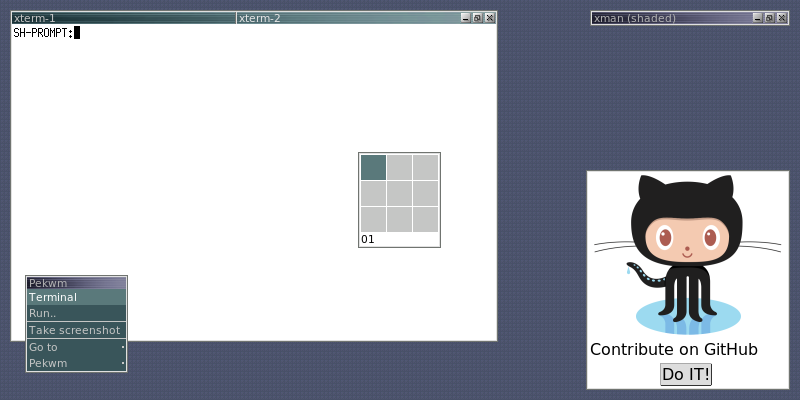 xterm-1 xterm-2
xman (shaded)
SH-PROMPT:
01
Pekwm
Terminal
Run..
Take screenshot
Go to
Pekwm
Contribute on GitHub
Do IT!